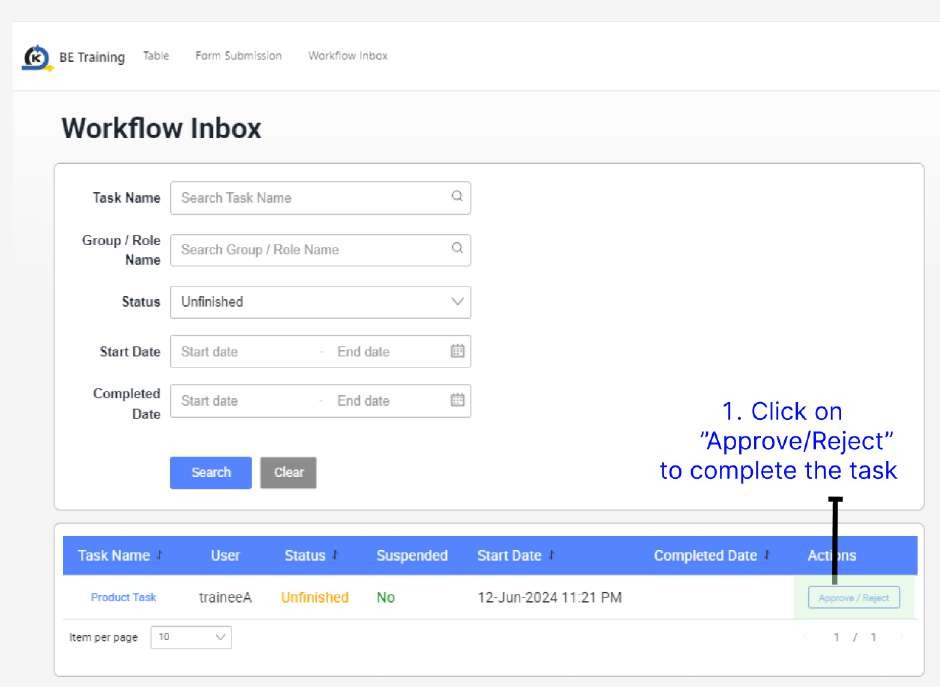 BE Training Table Form Submission Workflow Inbox
Workflow Inbox
Task Name Search Task Name
Group / Role Name Search Group / Role Name
Status Unfinished
Start Date Start date - End date
Completed Date Start date - End date
Search Clear
1. Click on
"Approve/Reject"
to complete the task
Task Name User Status Suspended Start Date Completed Date Actions
Product Task traineeA Unfinished No 12-Jun-2024 11:21 PM Approve / Reject
Item per page 10 1 / 1